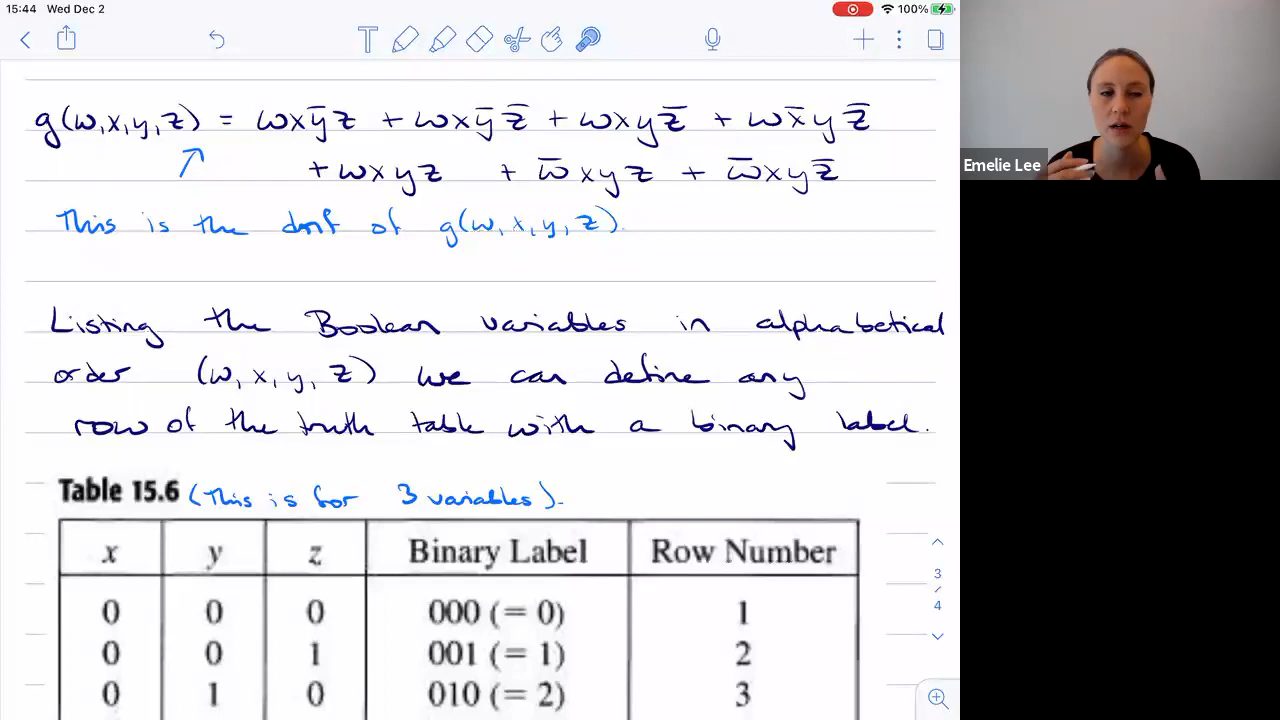 15:44 Wed Dec 2 100%
g(w,x,y,z) = wxy̅z + wxy̅z̅ + wxyz̅ + wx̅yz̅
+ wxyz + w̅xyz + w̅xyz̅
This is the dnf of g(w,x,y,z).
Emelie Lee
Listing the Boolean variables in alphabetical
order (w,x,y,z) we can define any
row of the truth table with a binary label.
Table 15.6 (This is for 3 variables).
x y z Binary Label Row Number
0 0 0 000 (= 0) 1
0 0 1 001 (= 1) 2
0 1 0 010 (= 2) 3
3
/
4